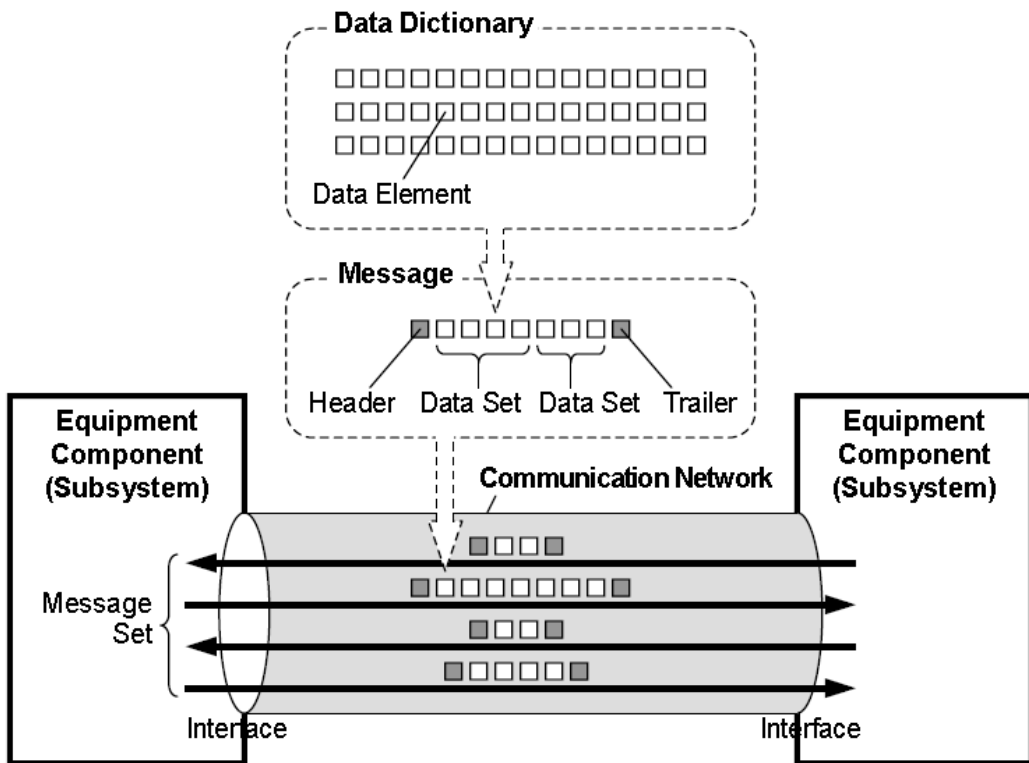 Data Dictionary
Data Element
Message
Header Data Set Data Set Trailer
Equipment
Component
(Subsystem)
Communication Network
Equipment
Component
(Subsystem)
Message
Set
Interface
Interface